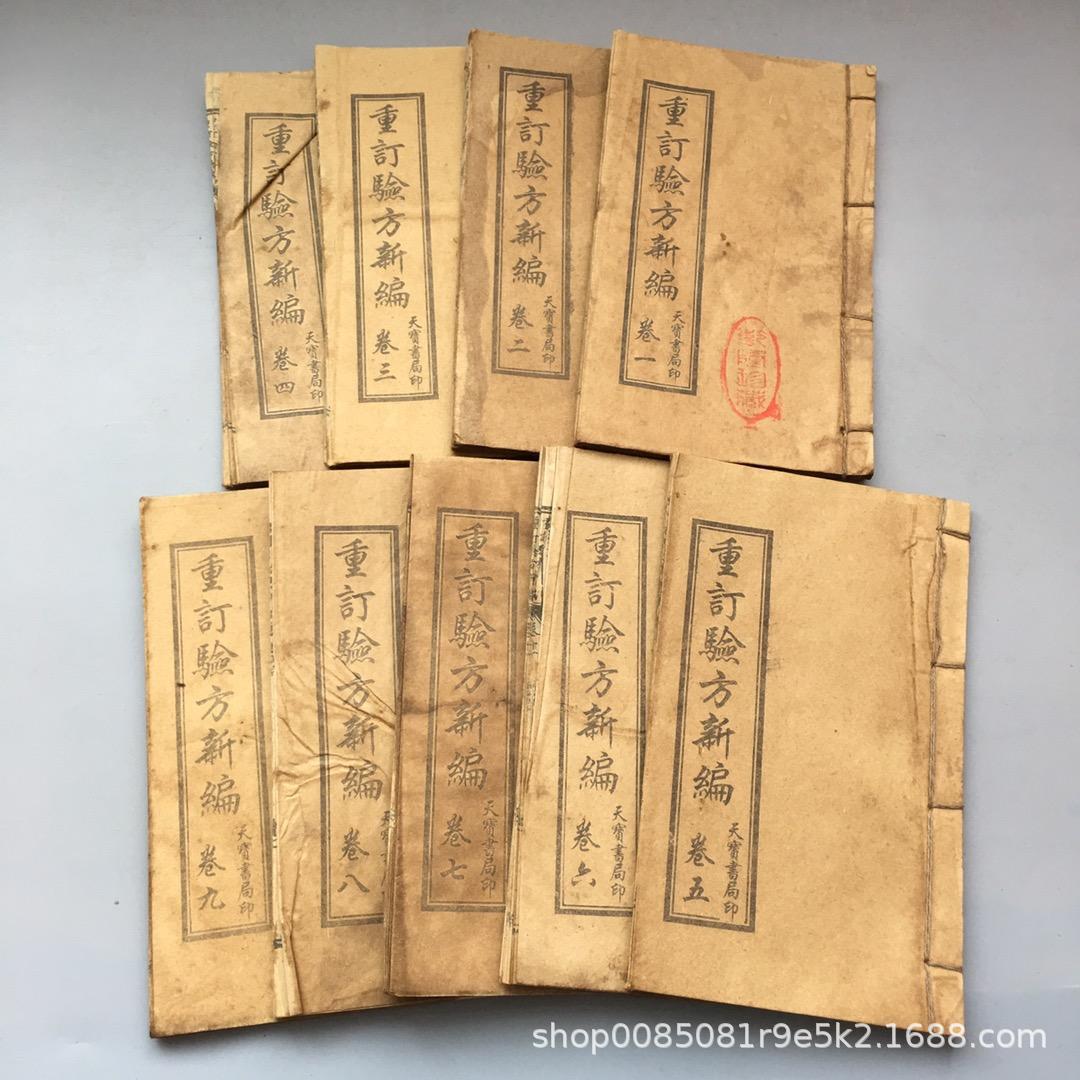 重訂驗方新編 卷一 天寶書局印
重訂驗方新編 卷二 天寶書局印
重訂驗方新編 卷三 天寶書局印
重訂驗方新編 卷四 天寶書局印
重訂驗方新編 卷五 天寶書局印
重訂驗方新編 卷六 天寶書局印
重訂驗方新編 卷七 天寶書局印
重訂驗方新編 卷八 天寶書局
重訂驗方新編 卷九 天寶書局印
shop0085081r9e5k2.1688.com